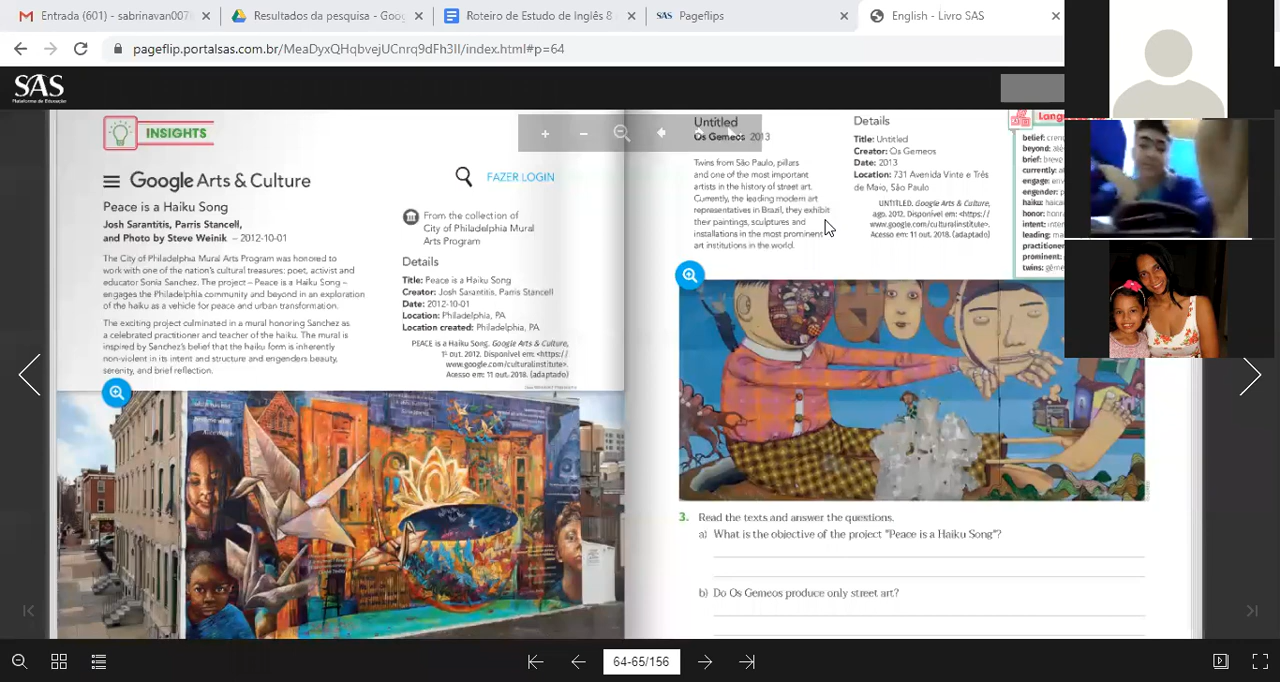 Entrada (601) - sabrinavan007
Resultados da pesquisa - Goog
Roteiro de Estudo de Inglês 8
Pageflips
English - Livro SAS
pageflip.portalsas.com.br/MeaDyxQHqbvejUCnrq9dFh3II/index.html#p=64
SAS
Plataforma de Educação
INSIGHTS
Google Arts & Culture
FAZER LOGIN
Peace is a Haiku Song
Josh Sarantitis, Parris Stancell,
and Photo by Steve Weinik – 2012-10-01
The City of Philadelphia Mural Arts Program was honored to
work with one of the nation's cultural treasures: poet, activist and
educator Sonia Sanchez. The project – Peace is a Haiku Song –
engages the Philadelphia community and beyond in an exploration
of the haiku as a vehicle for peace and urban transformation.
The exciting project culminated in a mural honoring Sanchez as
a celebrated practitioner and teacher of the haiku. The mural is
inspired by Sanchez's belief that the haiku form is inherently
non-violent in its intent and structure and engenders beauty,
serenity, and brief reflection.
From the collection of
City of Philadelphia Mural
Arts Program
Details
Title: Peace is a Haiku Song
Creator: Josh Sarantitis, Parris Stancell
Date: 2012-10-01
Location: Philadelphia, PA
Location created: Philadelphia, PA
PEACE is a Haiku Song. Google Arts & Culture,
1º out. 2012. Disponível em: <https://
www.google.com/culturalinstitute>.
Acesso em: 11 out. 2018. (adaptado)
Untitled
Os Gemeos 2013
Twins from São Paulo, pillars
and one of the most important
artists in the history of street art.
Currently, the leading modern art
representatives in Brazil, they exhibit
their paintings, sculptures and
installations in the most prominent
art institutions in the world.
Details
Title: Untitled
Creator: Os Gemeos
Date: 2013
Location: 731 Avenida Vinte e Três
de Maio, São Paulo
UNTITLED. Google Arts & Culture,
ago. 2012. Disponível em: <https://
www.google.com/culturalinstitute>.
Acesso em: 11 out. 2018. (adaptado)
Lang
belief:
beyond:
brief: breve
currently:
engage:
engender:
haiku:
honor:
intent:
leading:
practitioner
prominent:
twins:
3. Read the texts and answer the questions.
a) What is the objective of the project "Peace is a Haiku Song"?
b) Do Os Gemeos produce only street art?
64-65/156